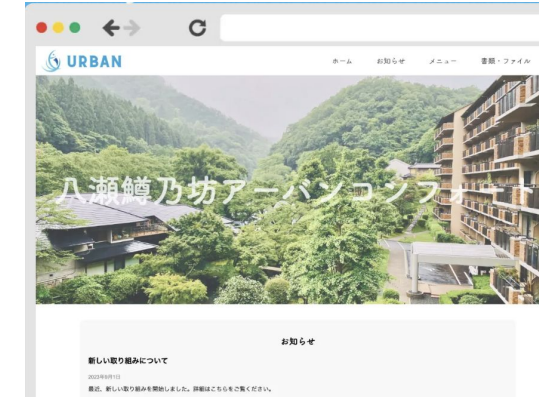 URBAN
ホーム お知らせ メニュー 書類・ファイル
八瀬鱒乃坊アーバンコンフォート
お知らせ
新しい取り組みについて
2023年9月1日
最近、新しい取り組みを開始しました。詳細はこちらをご覧ください。